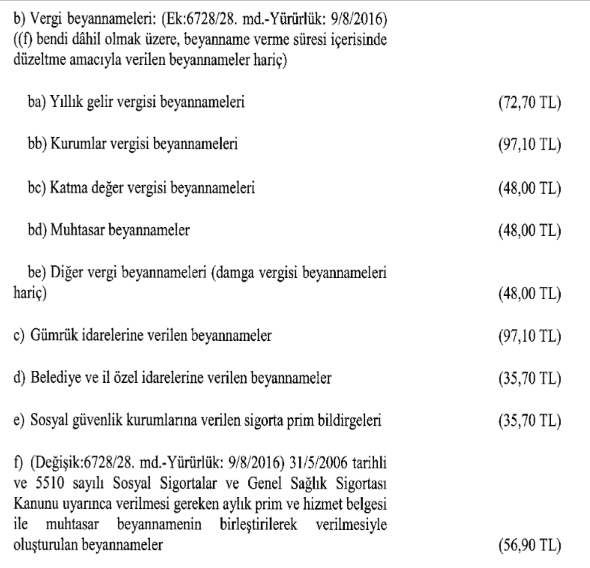 b) Vergi beyannameleri: (Ek:6728/28. md.-Yürürlük: 9/8/2016)
((f) bendi dâhil olmak üzere, beyanname verme süresi içerisinde
düzeltme amacıyla verilen beyannameler hariç)
ba) Yıllık gelir vergisi beyannameleri (72,70 TL)
bb) Kurumlar vergisi beyannameleri (97,10 TL)
bc) Katma değer vergisi beyannameleri (48,00 TL)
bd) Muhtasar beyannameler (48,00 TL)
be) Diğer vergi beyannameleri (damga vergisi beyannameleri
hariç) (48,00 TL)
c) Gümrük idarelerine verilen beyannameler (97,10 TL)
d) Belediye ve il özel idarelerine verilen beyannameler (35,70 TL)
e) Sosyal güvenlik kurumlarına verilen sigorta prim bildirgeleri (35,70 TL)
f) (Değişik:6728/28. md.-Yürürlük: 9/8/2016) 31/5/2006 tarihli
ve 5510 sayılı Sosyal Sigortalar ve Genel Sağlık Sigortası
Kanunu uyarınca verilmesi gereken aylık prim ve hizmet belgesi
ile muhtasar beyannamenin birleştirilerek verilmesiyle
oluşturulan beyannameler (56,90 TL)